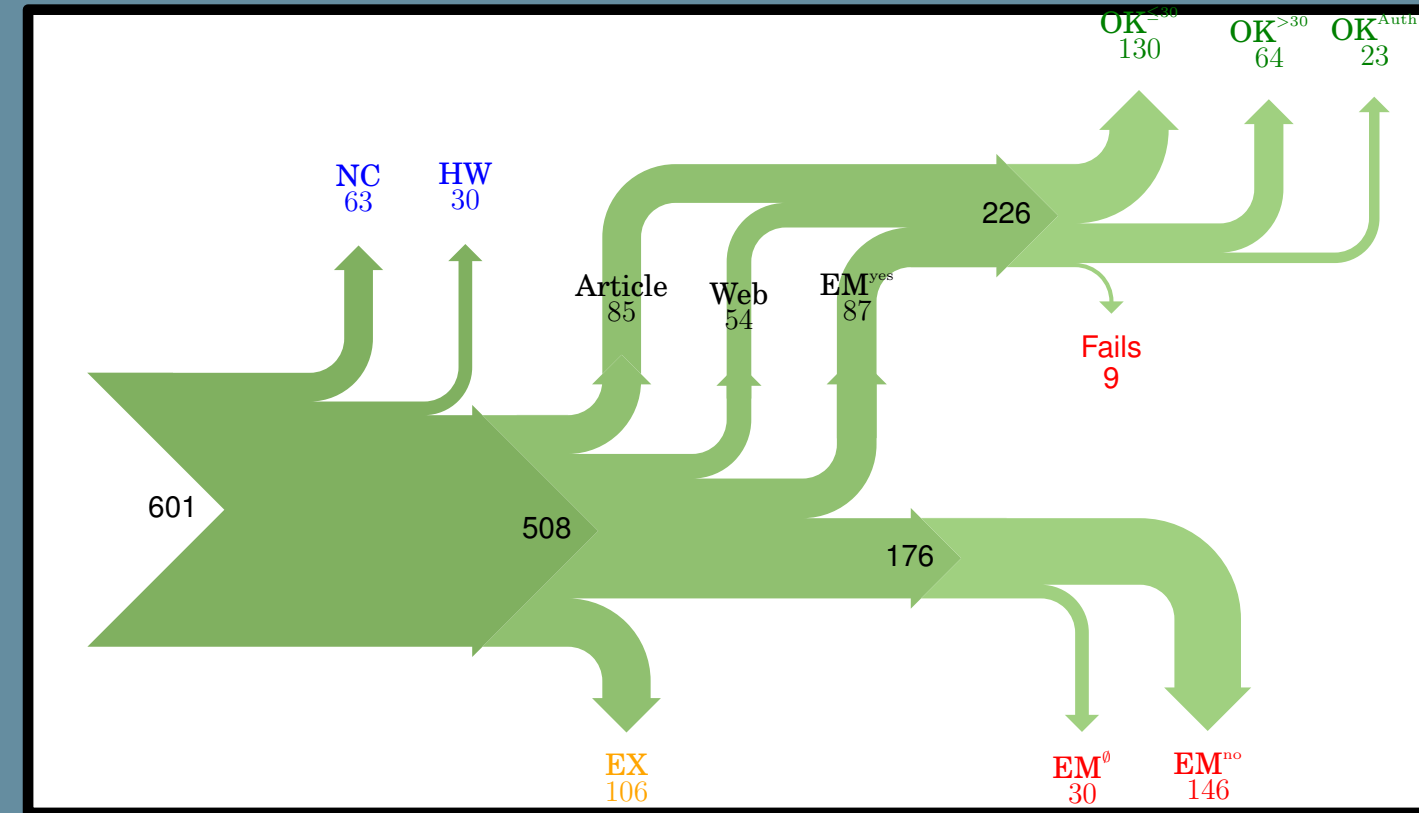 OK≤30
130
OK>30
64
OK Auth
23
NC
63
HW
30
226
Article
85
Web
54
EM yes
87
Fails
9
601
508
176
EX
106
EM∅
30
EM no
146